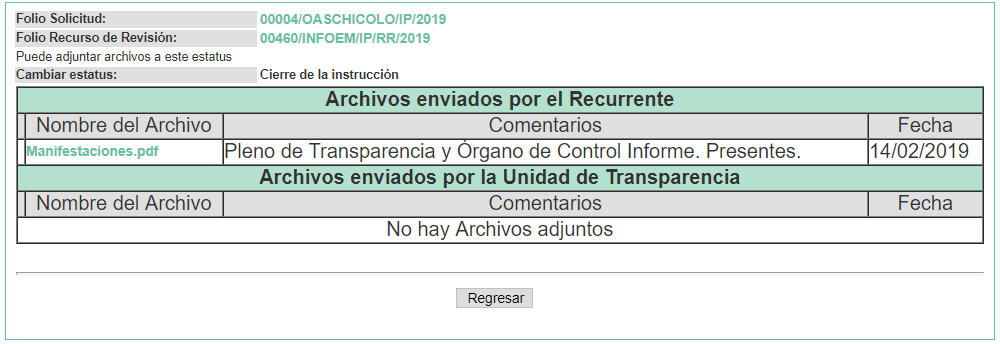 Folio Solicitud: 00004/OASCHICOLO/IP/2019
Folio Recurso de Revisión: 00460/INFOEM/IP/RR/2019
Puede adjuntar archivos a este estatus
Cambiar estatus: Cierre de la instrucción
Archivos enviados por el Recurrente
Nombre del Archivo Comentarios Fecha
Manifestaciones.pdf Pleno de Transparencia y Órgano de Control Informe. Presentes. 14/02/2019
Archivos enviados por la Unidad de Transparencia
Nombre del Archivo Comentarios Fecha
No hay Archivos adjuntos
Regresar